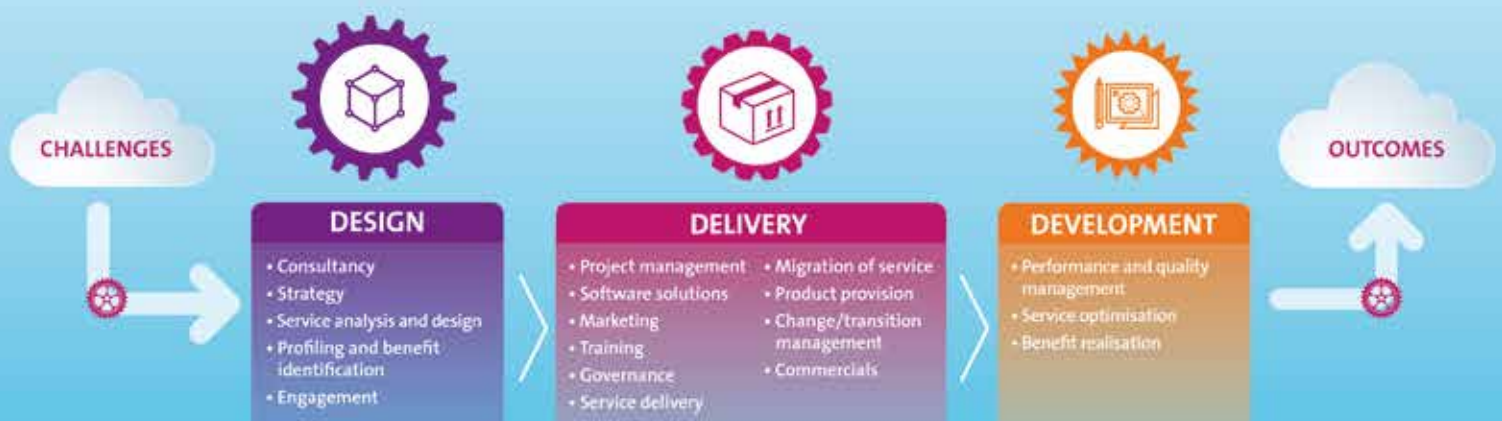 CHALLENGES
DESIGN
• Consultancy
• Strategy
• Service analysis and design
• Profiling and benefit
identification
• Engagement
DELIVERY
• Project management
• Software solutions
• Marketing
• Training
• Governance
• Service delivery
• Migration of service
• Product provision
• Change/transition
management
• Commercials
DEVELOPMENT
• Performance and quality
management
• Service optimisation
• Benefit realisation
OUTCOMES